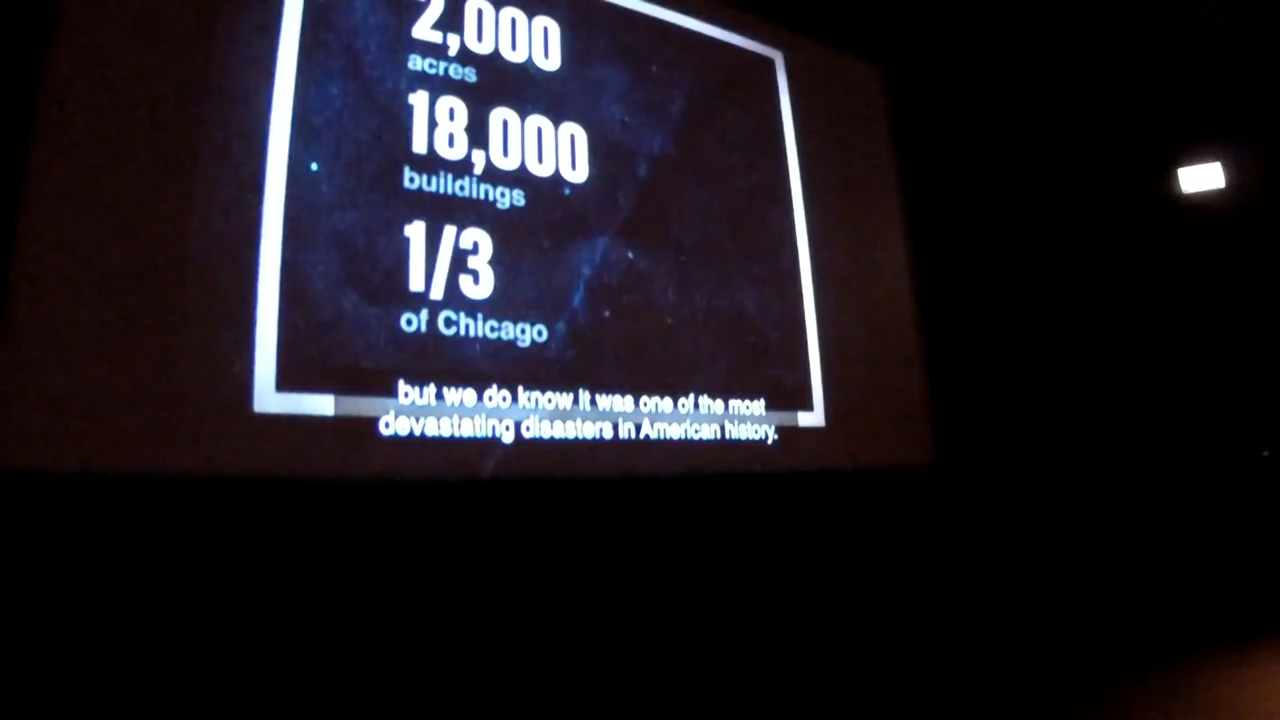 2,000
acres
18,000
buildings
1/3
of Chicago
but we do know it was one of the most
devastating disasters in American history.